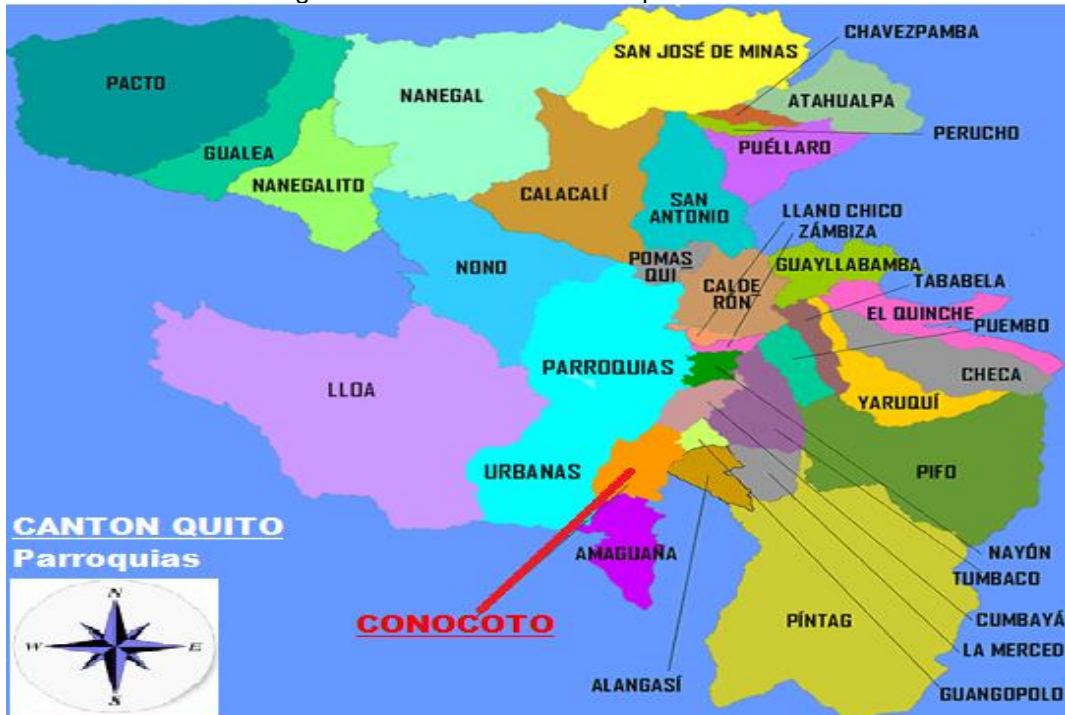 CHAVEZPAMBA
SAN JOSÉ DE MINAS
PACTO
NANEGAL
ATAHUALPA
PERUCHO
GUALEA
PUÉLLARO
NANEGALITO
CALACALÍ
SAN
ANTONIO
LLANO CHICO
ZÁMBIZA
NONO
POMAS
QUI
GUAYLLABAMBA
CALDE
RÓN
TABABELA
EL QUINCHE
PUEMBO
PARROQUIAS
CHECA
LLOA
YARUQUÍ
URBANAS
PIFO
CANTON QUITO
Parroquias
AMAGUAÑA
NAYÓN
TUMBACO
CONOCOTO
PÍNTAG
CUMBAYÁ
LA MERCED
ALANGASÍ
GUANGOPOLO
N
W
E
S